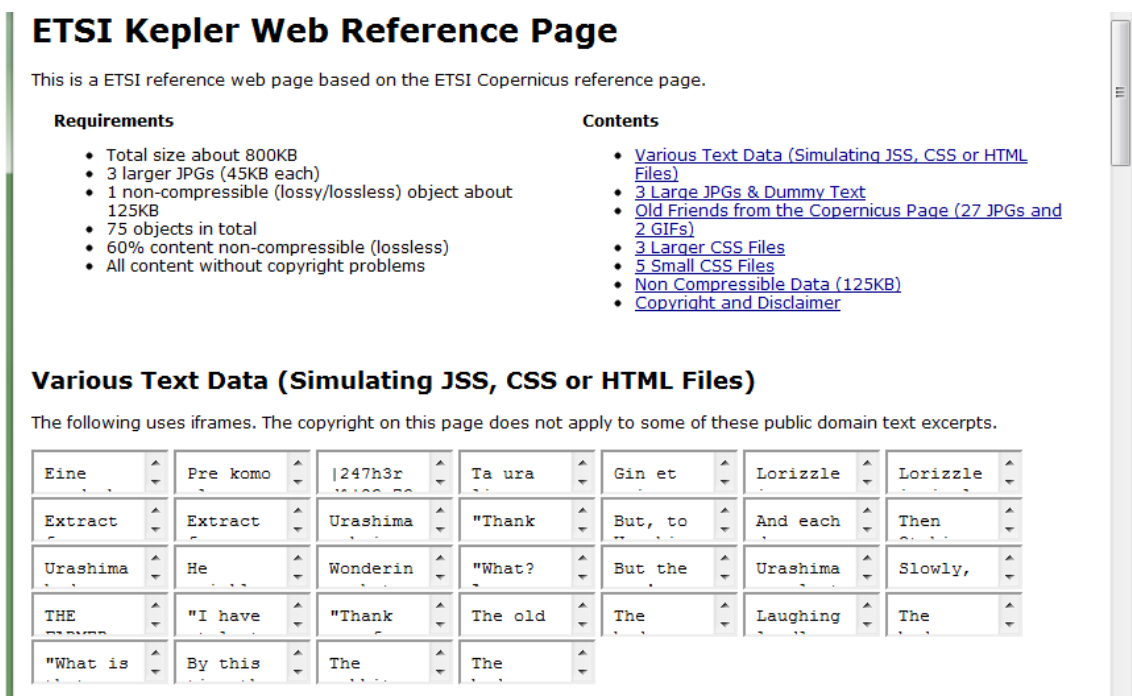 ETSI Kepler Web Reference Page
This is a ETSI reference web page based on the ETSI Copernicus reference page.
Requirements
• Total size about 800KB
• 3 larger JPGs (45KB each)
• 1 non-compressible (lossy/lossless) object about
125KB
• 75 objects in total
• 60% content non-compressible (lossless)
• All content without copyright problems
Contents
• Various Text Data (Simulating JSS, CSS or HTML
Files)
• 3 Large JPGs & Dummy Text
• Old Friends from the Copernicus Page (27 JPGs and
2 GIFs)
• 3 Larger CSS Files
• 5 Small CSS Files
• Non Compressible Data (125KB)
• Copyright and Disclaimer
Various Text Data (Simulating JSS, CSS or HTML Files)
The following uses iframes. The copyright on this page does not apply to some of these public domain text excerpts.
Eine Pre komo |247h3r Ta ura Gin et Lorizzle Lorizzle
Extract Extract Urashima "Thank But, to And each Then
Urashima He Wonderin "What? But the Urashima Slowly,
THE "I have "Thank The old The Laughing The
"What is By this The The